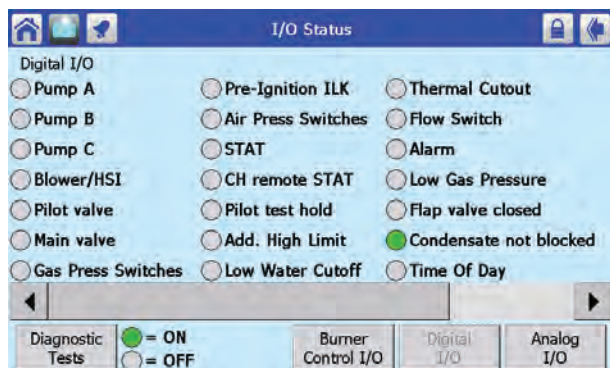 I/O Status
Digital I/O
Pump A
Pump B
Pump C
Blower/HSI
Pilot valve
Main valve
Gas Press Switches
Pre-Ignition ILK
Air Press Switches
STAT
CH remote STAT
Pilot test hold
Add. High Limit
Low Water Cutoff
Thermal Cutout
Flow Switch
Alarm
Low Gas Pressure
Flap valve closed
Condensate not blocked
Time Of Day
Diagnostic
Tests
= ON
= OFF
Burner
Control I/O
Digital
I/O
Analog
I/O